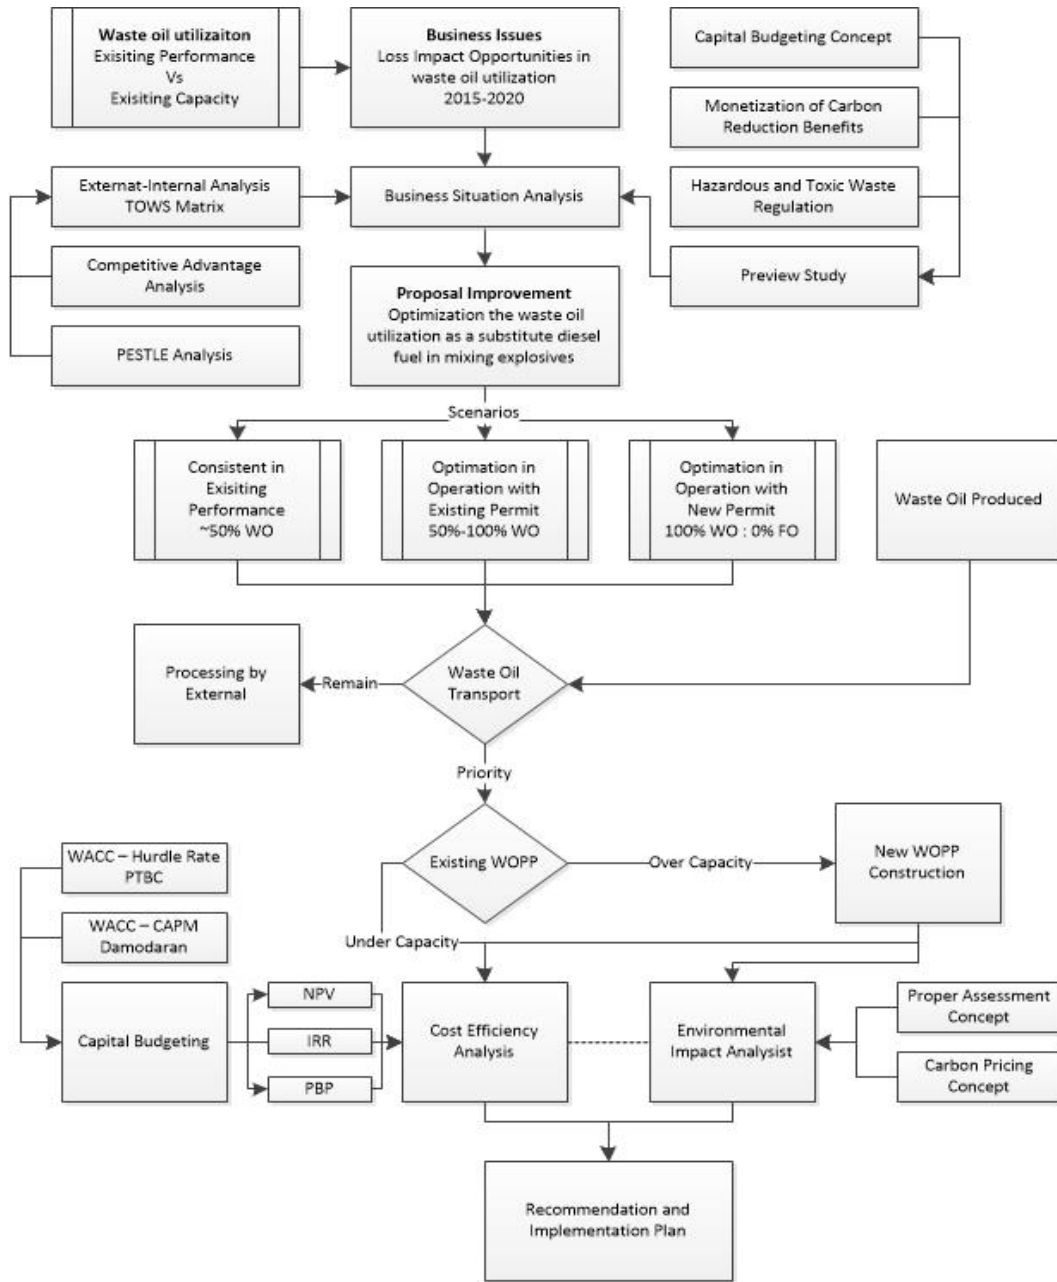 Waste oil utilizaiton
Exisiting Performance
Vs
Exisiting Capacity
Business Issues
Loss Impact Opportunities in
waste oil utilization
2015-2020
Capital Budgeting Concept
Monetization of Carbon
Reduction Benefits
Externat-Internal Analysis
TOWS Matrix
Business Situation Analysis
Hazardous and Toxic Waste
Regulation
Competitive Advantage
Analysis
Preview Study
Proposal Improvement
Optimization the waste oil
utilization as a substitute diesel
fuel in mixing explosives
PESTLE Analysis
Scenarios
Consistent in
Exisiting
Performance
~50% WO
Optimation in
Operation with
Existing Permit
50%-100% WO
Optimation in
Operation with
New Permit
100% WO : 0% FO
Waste Oil Produced
Processing by
External
Remain
Waste Oil
Transport
Priority
WACC – Hurdle Rate
PTBC
Existing WOPP
Over Capacity
New WOPP
Construction
WACC – CAPM
Damodaran
Under Capacity
Capital Budgeting
NPV
IRR
PBP
Cost Efficiency
Analysis
Environmental
Impact Analysist
Proper Assessment
Concept
Carbon Pricing
Concept
Recommendation and
Implementation Plan